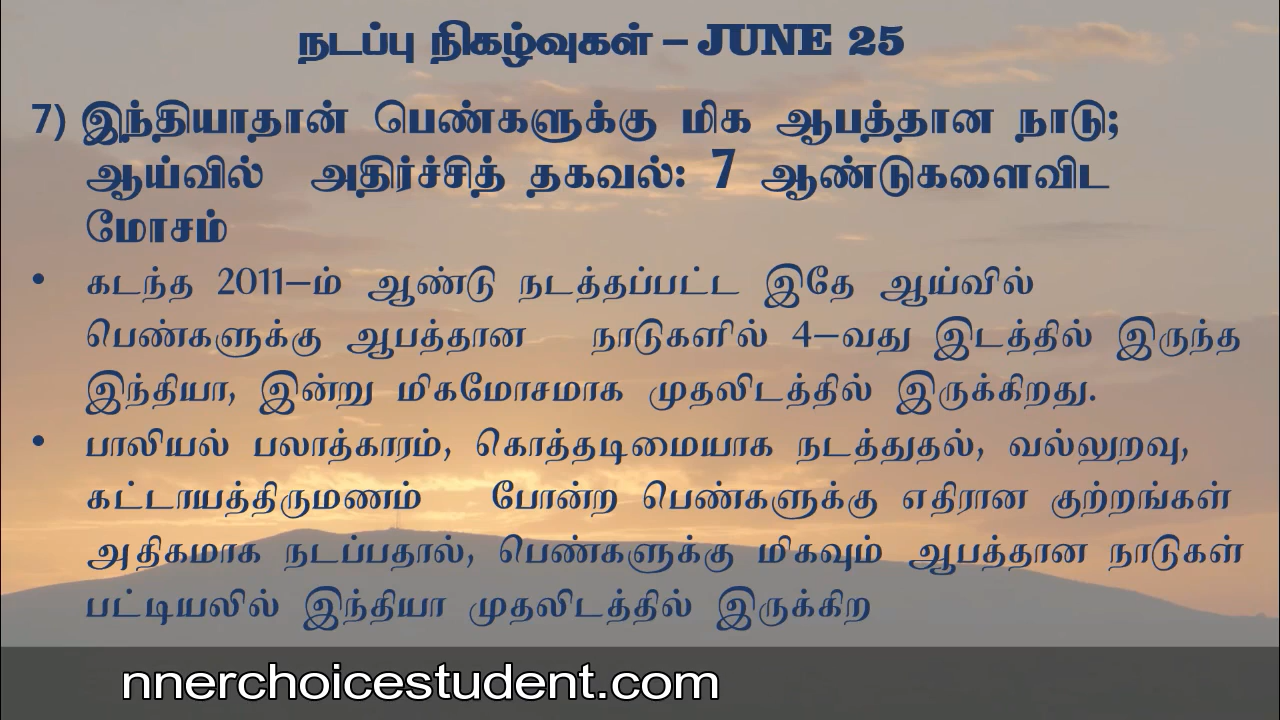 நடப்பு நிகழ்வுகள் – JUNE 25
7) இந்தியாதான் பெண்களுக்கு மிக ஆபத்தான நாடு;
ஆய்வில் அதிர்ச்சித் தகவல்: 7 ஆண்டுகளைவிட
மோசம்
• கடந்த 2011–ம் ஆண்டு நடத்தப்பட்ட இதே ஆய்வில்
பெண்களுக்கு ஆபத்தான நாடுகளில் 4–வது இடத்தில் இருந்த
இந்தியா, இன்று மிகமோசமாக முதலிடத்தில் இருக்கிறது.
• பாலியல் பலாத்காரம், கொத்தடிமையாக நடத்துதல், வல்லுறவு,
கட்டாயத்திருமணம் போன்ற பெண்களுக்கு எதிரான குற்றங்கள்
அதிகமாக நடப்பதால், பெண்களுக்கு மிகவும் ஆபத்தான நாடுகள்
பட்டியலில் இந்தியா முதலிடத்தில் இருக்கிற
nnerchoicestudent.com